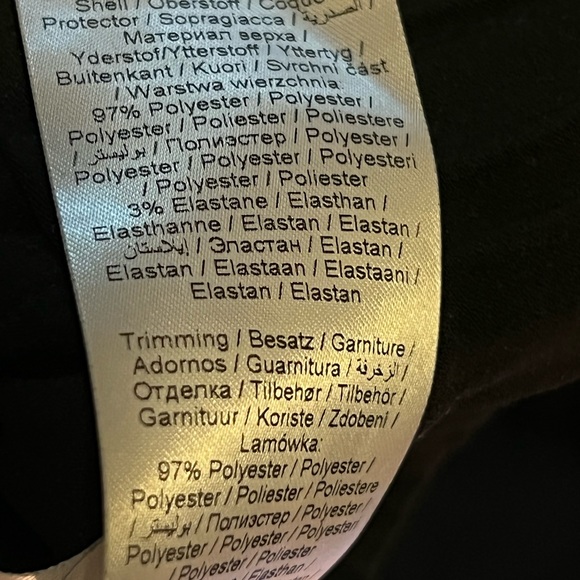 Shell / Oberstoff / Coque
Protector / Sopragiacca / الصدرية /
Материал верха /
Yderstof/Ytterstoff / Yttertyg /
Buitenkant / Kuori / Svrchní část
/ Warstwa wierzchnia:
97% Polyester / Polyester /
Polyester / Poliester / Poliestere
/ بوليستر / Полиэстер / Polyester /
Polyester / Polyester / Polyesteri
/ Polyester / Poliester
3% Elastane / Elasthan /
Elasthanne / Elastan / Elastan /
إيلاستان / Эластан / Elastan /
Elastan / Elastaan / Elastaani /
Elastan / Elastan
Trimming / Besatz / Garniture /
Adornos / Guarnitura / الزخرفة /
Отделка / Tilbehør / Tilbehör /
Garnituur / Koriste / Zdobení /
Lamówka:
97% Polyester / Polyester /
Polyester / Poliester / Poliestere
/ بوليستر / Полиэстер / Polyester /
Polyester / Polyester / Polyesteri
/ Polyester / Poliester
/ Elasthan /